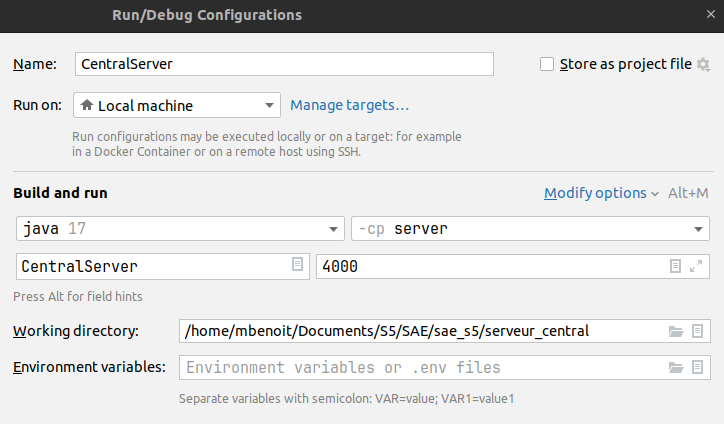 Run/Debug Configurations
Name: CentralServer Store as project file
Run on: Local machine Manage targets...
Run configurations may be executed locally or on a target: for example
in a Docker Container or on a remote host using SSH.
Build and run Modify options Alt+M
java 17 -cp server
CentralServer 4000
Press Alt for field hints
Working directory: /home/mbenoit/Documents/S5/SAE/sae_s5/serveur_central
Environment variables: Environment variables or .env files
Separate variables with semicolon: VAR=value; VAR1=value1